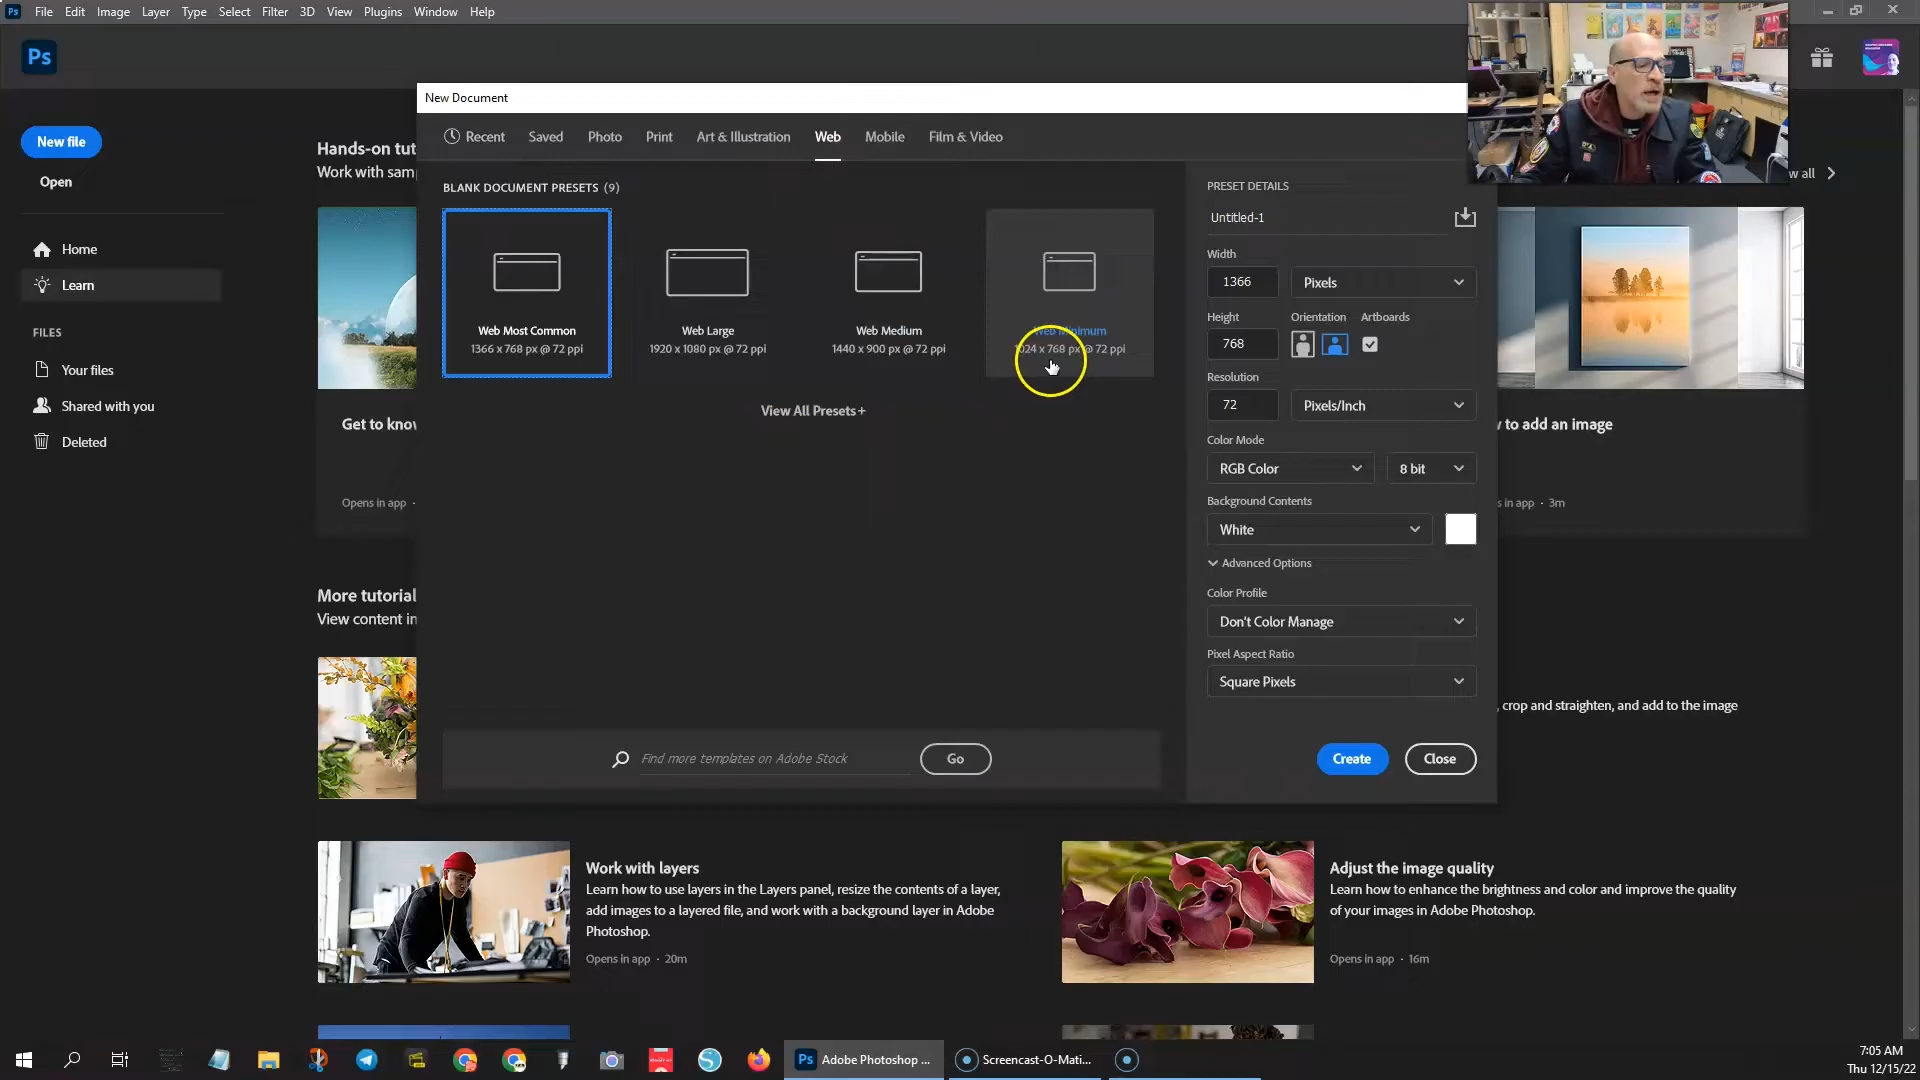 Ps File Edit Image Layer Type Select Filter 3D View Plugins Window Help
Ps
New file
Open
Home
Learn
FILES
Your files
Shared with you
Deleted
Hands-on tut
Work with samp
w all
Get to know
Opens in app ·
w to add an image
s in app · 3m
More tutorial
View content in
, crop and straighten, and add to the image
New Document
Recent Saved Photo Print Art & Illustration Web Mobile Film & Video
BLANK DOCUMENT PRESETS (9)
Web Most Common
1366 x 768 px @ 72 ppi
Web Large
1920 x 1080 px @ 72 ppi
Web Medium
1440 x 900 px @ 72 ppi
Web Minimum
1024 x 768 px @ 72 ppi
View All Presets+
Find more templates on Adobe Stock
Go
PRESET DETAILS
Untitled-1
Width
1366 Pixels
Height Orientation Artboards
768
Resolution
72 Pixels/Inch
Color Mode
RGB Color 8 bit
Background Contents
White
Advanced Options
Color Profile
Don't Color Manage
Pixel Aspect Ratio
Square Pixels
Create Close
Work with layers
Learn how to use layers in the Layers panel, resize the contents of a layer,
add images to a layered file, and work with a background layer in Adobe
Photoshop.
Opens in app · 20m
Adjust the image quality
Learn how to enhance the brightness and color and improve the quality
of your images in Adobe Photoshop.
Opens in app · 16m
Ps Adobe Photoshop ...
Screencast-O-Mati...
7:05 AM
Thu 12/15/22